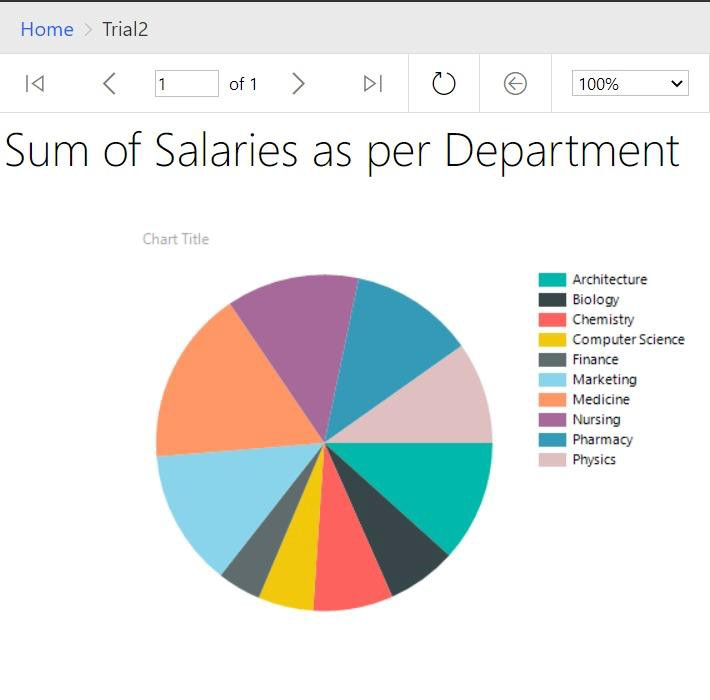 Home > Trial2
1 of 1 100%
Sum of Salaries as per Department
Chart Title
Architecture
Biology
Chemistry
Computer Science
Finance
Marketing
Medicine
Nursing
Pharmacy
Physics